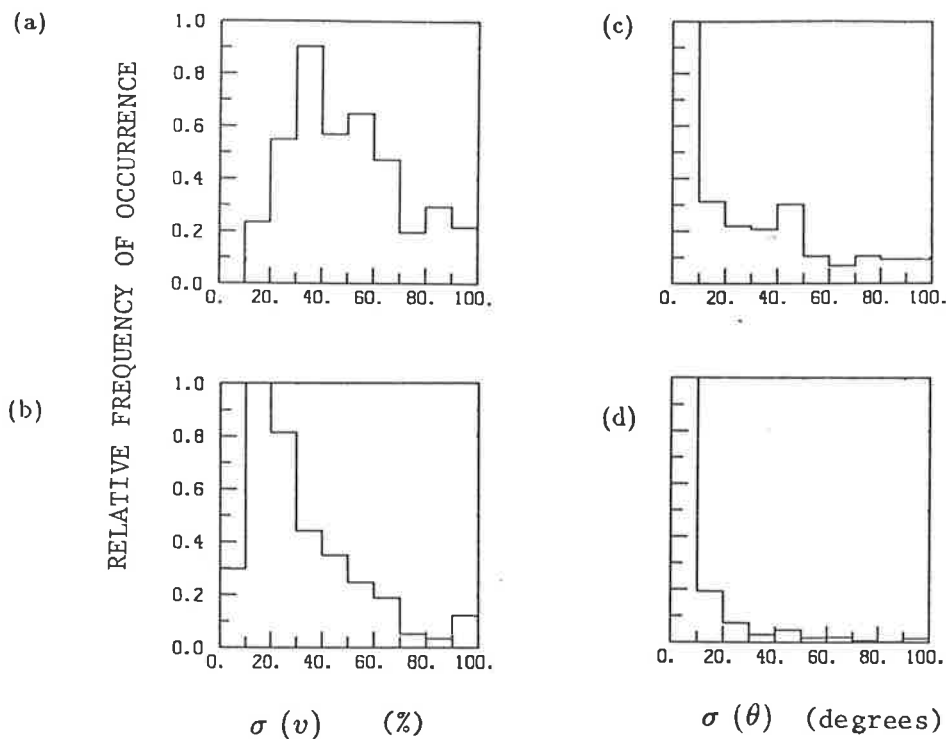 (a)
(c)
RELATIVE FREQUENCY OF OCCURRENCE
1.0
0.8
0.6
0.4
0.2
0.0
0. 20. 40. 60. 80. 100.
0. 20. 40. 60. 80. 100.
(b)
(d)
1.0
0.8
0.6
0.4
0.2
0.0
0. 20. 40. 60. 80. 100.
0. 20. 40. 60. 80. 100.
σ (v) (%)
σ (θ) (degrees)